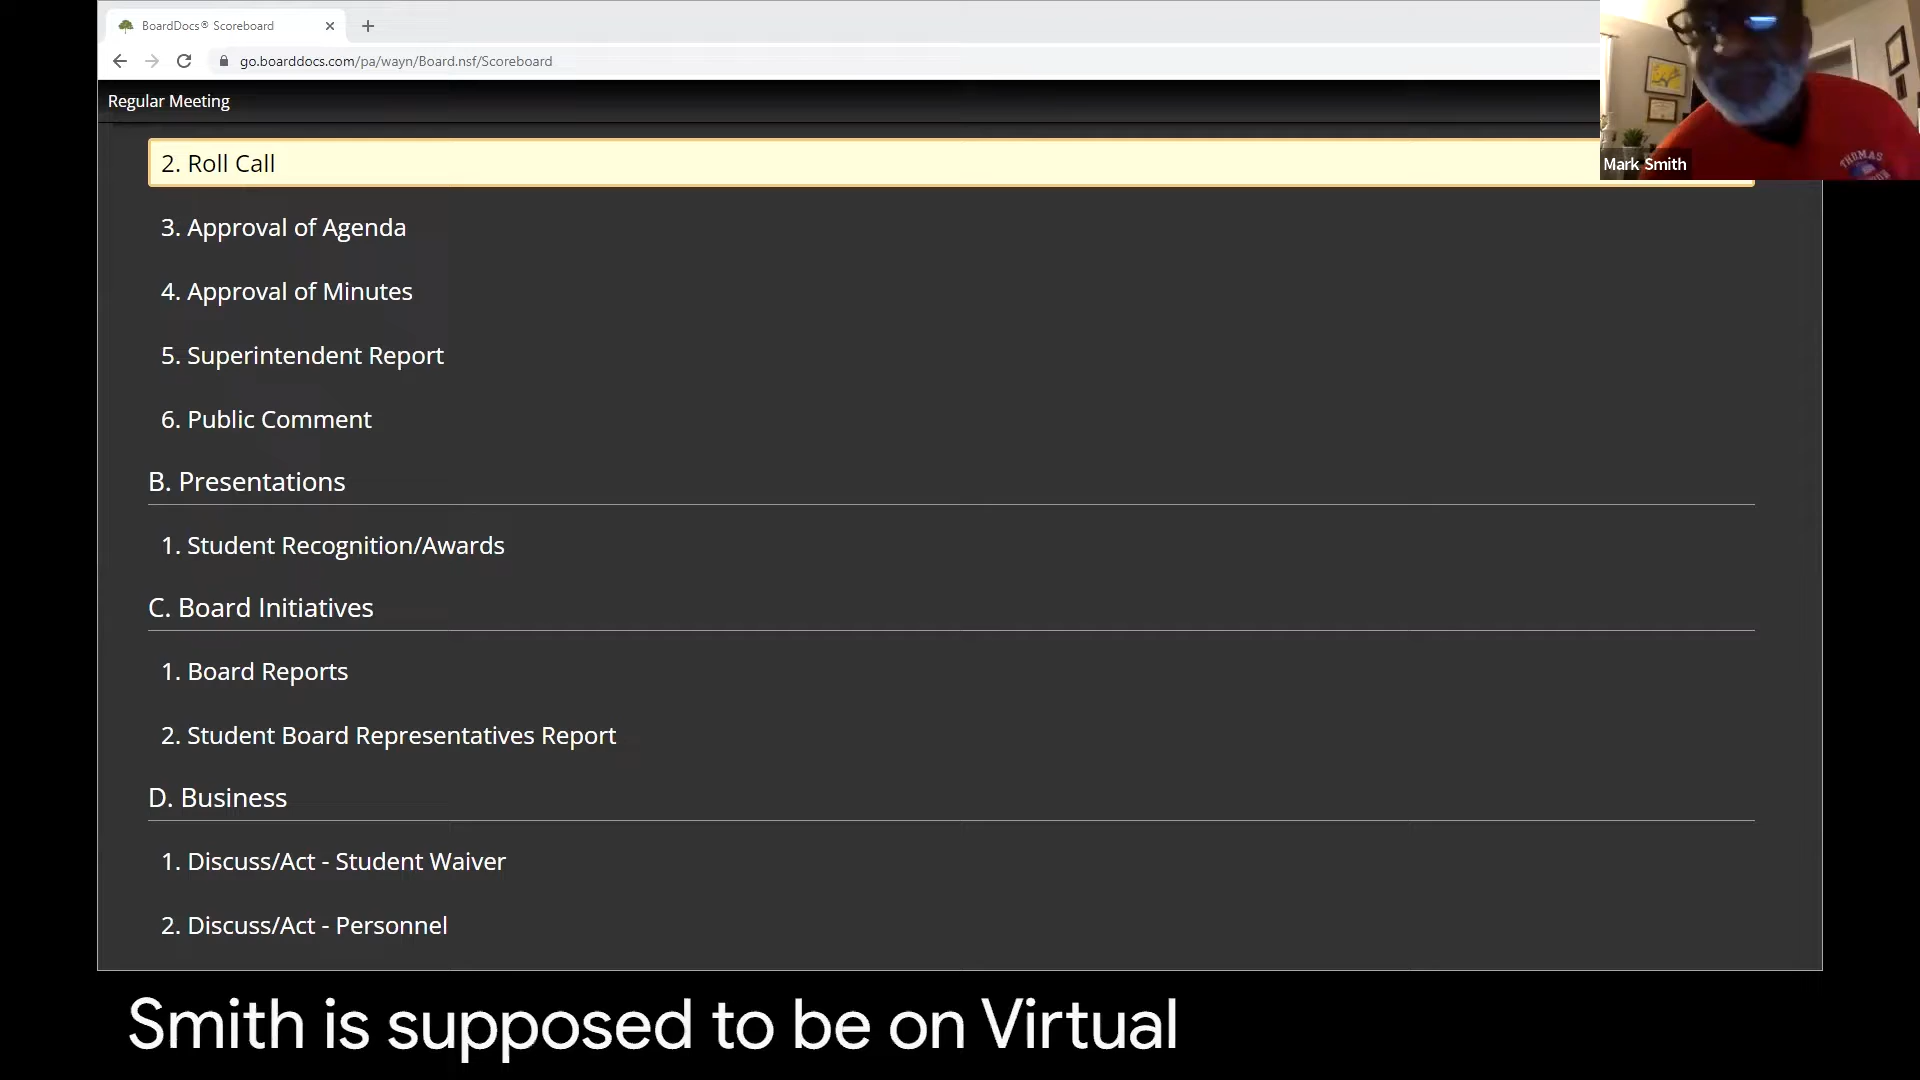 BoardDocs® Scoreboard
go.boarddocs.com/pa/wayn/Board.nsf/Scoreboard
Regular Meeting
2. Roll Call
Mark Smith
THOMAS
3. Approval of Agenda
4. Approval of Minutes
5. Superintendent Report
6. Public Comment
B. Presentations
1. Student Recognition/Awards
C. Board Initiatives
1. Board Reports
2. Student Board Representatives Report
D. Business
1. Discuss/Act - Student Waiver
2. Discuss/Act - Personnel
Smith is supposed to be on Virtual